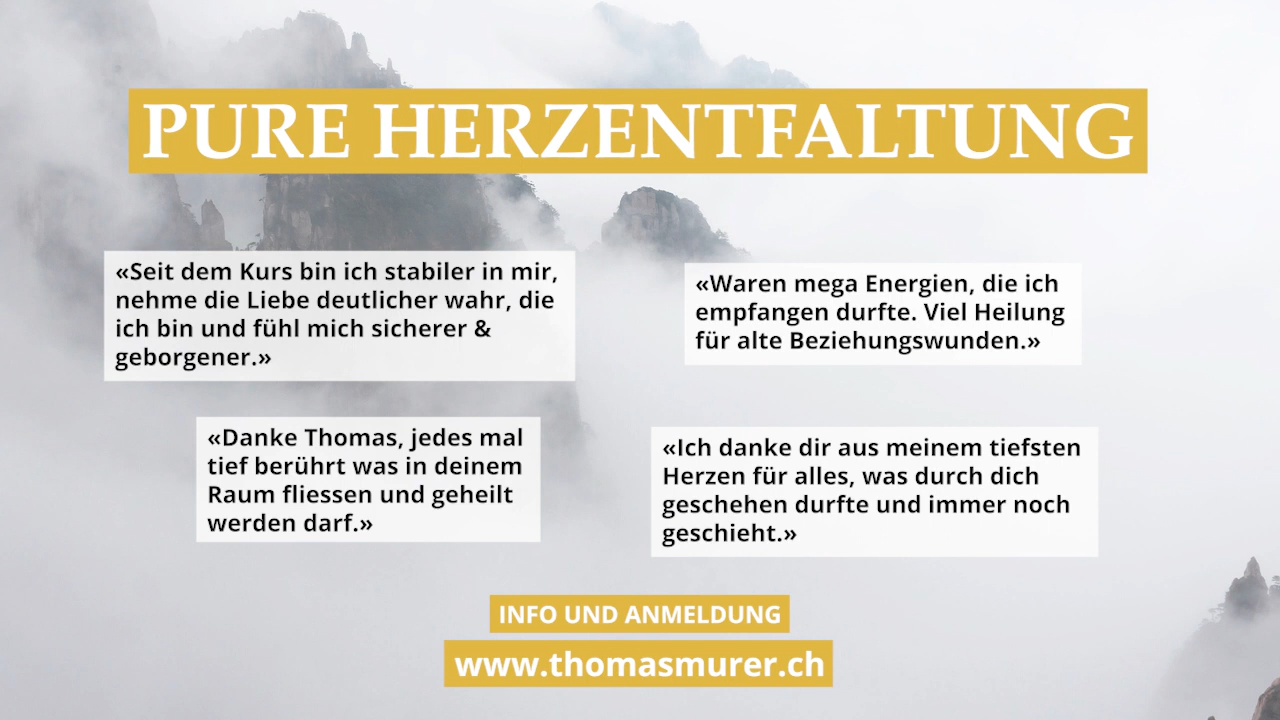 PURE HERZENTFALTUNG
«Seit dem Kurs bin ich stabiler in mir,
nehme die Liebe deutlicher wahr, die
ich bin und fühl mich sicherer &
geborgener.»
«Waren mega Energien, die ich
empfangen durfte. Viel Heilung
für alte Beziehungswunden.»
«Danke Thomas, jedes mal
tief berührt was in deinem
Raum fliessen und geheilt
werden darf.»
«Ich danke dir aus meinem tiefsten
Herzen für alles, was durch dich
geschehen durfte und immer noch
geschieht.»
INFO UND ANMELDUNG
www.thomasmurer.ch